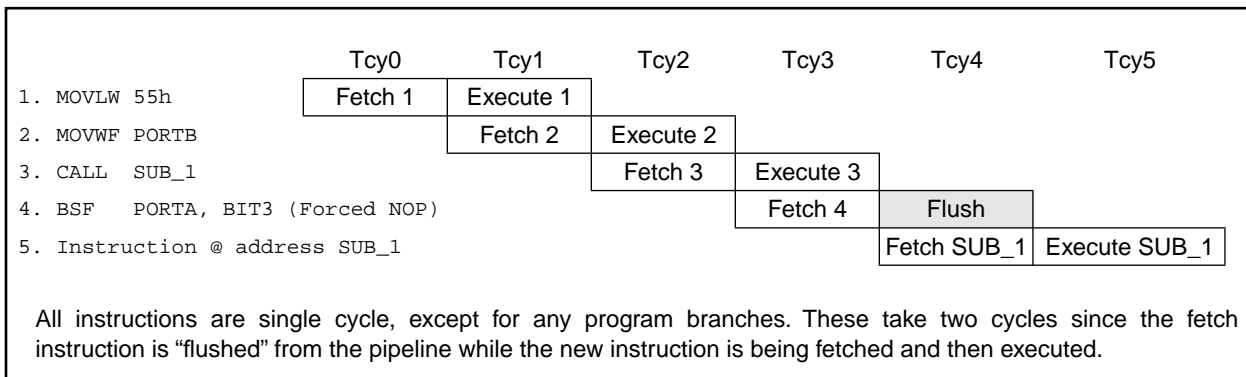 Tcy0 Tcy1 Tcy2 Tcy3 Tcy4 Tcy5
1. MOVLW 55h Fetch 1 Execute 1
2. MOVWF PORTB Fetch 2 Execute 2
3. CALL SUB_1 Fetch 3 Execute 3
4. BSF PORTA, BIT3 (Forced NOP) Fetch 4 Flush
5. Instruction @ address SUB_1 Fetch SUB_1 Execute SUB_1
All instructions are single cycle, except for any program branches. These take two cycles since the fetch
instruction is “flushed” from the pipeline while the new instruction is being fetched and then executed.